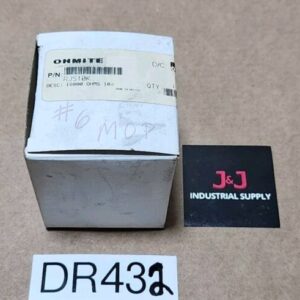 OHMITE
D/C
P/N RJS10K
DESC: 10000 OHMS 10%
QTY
#6 MOP
J&J
INDUSTRIAL SUPPLY
DR432